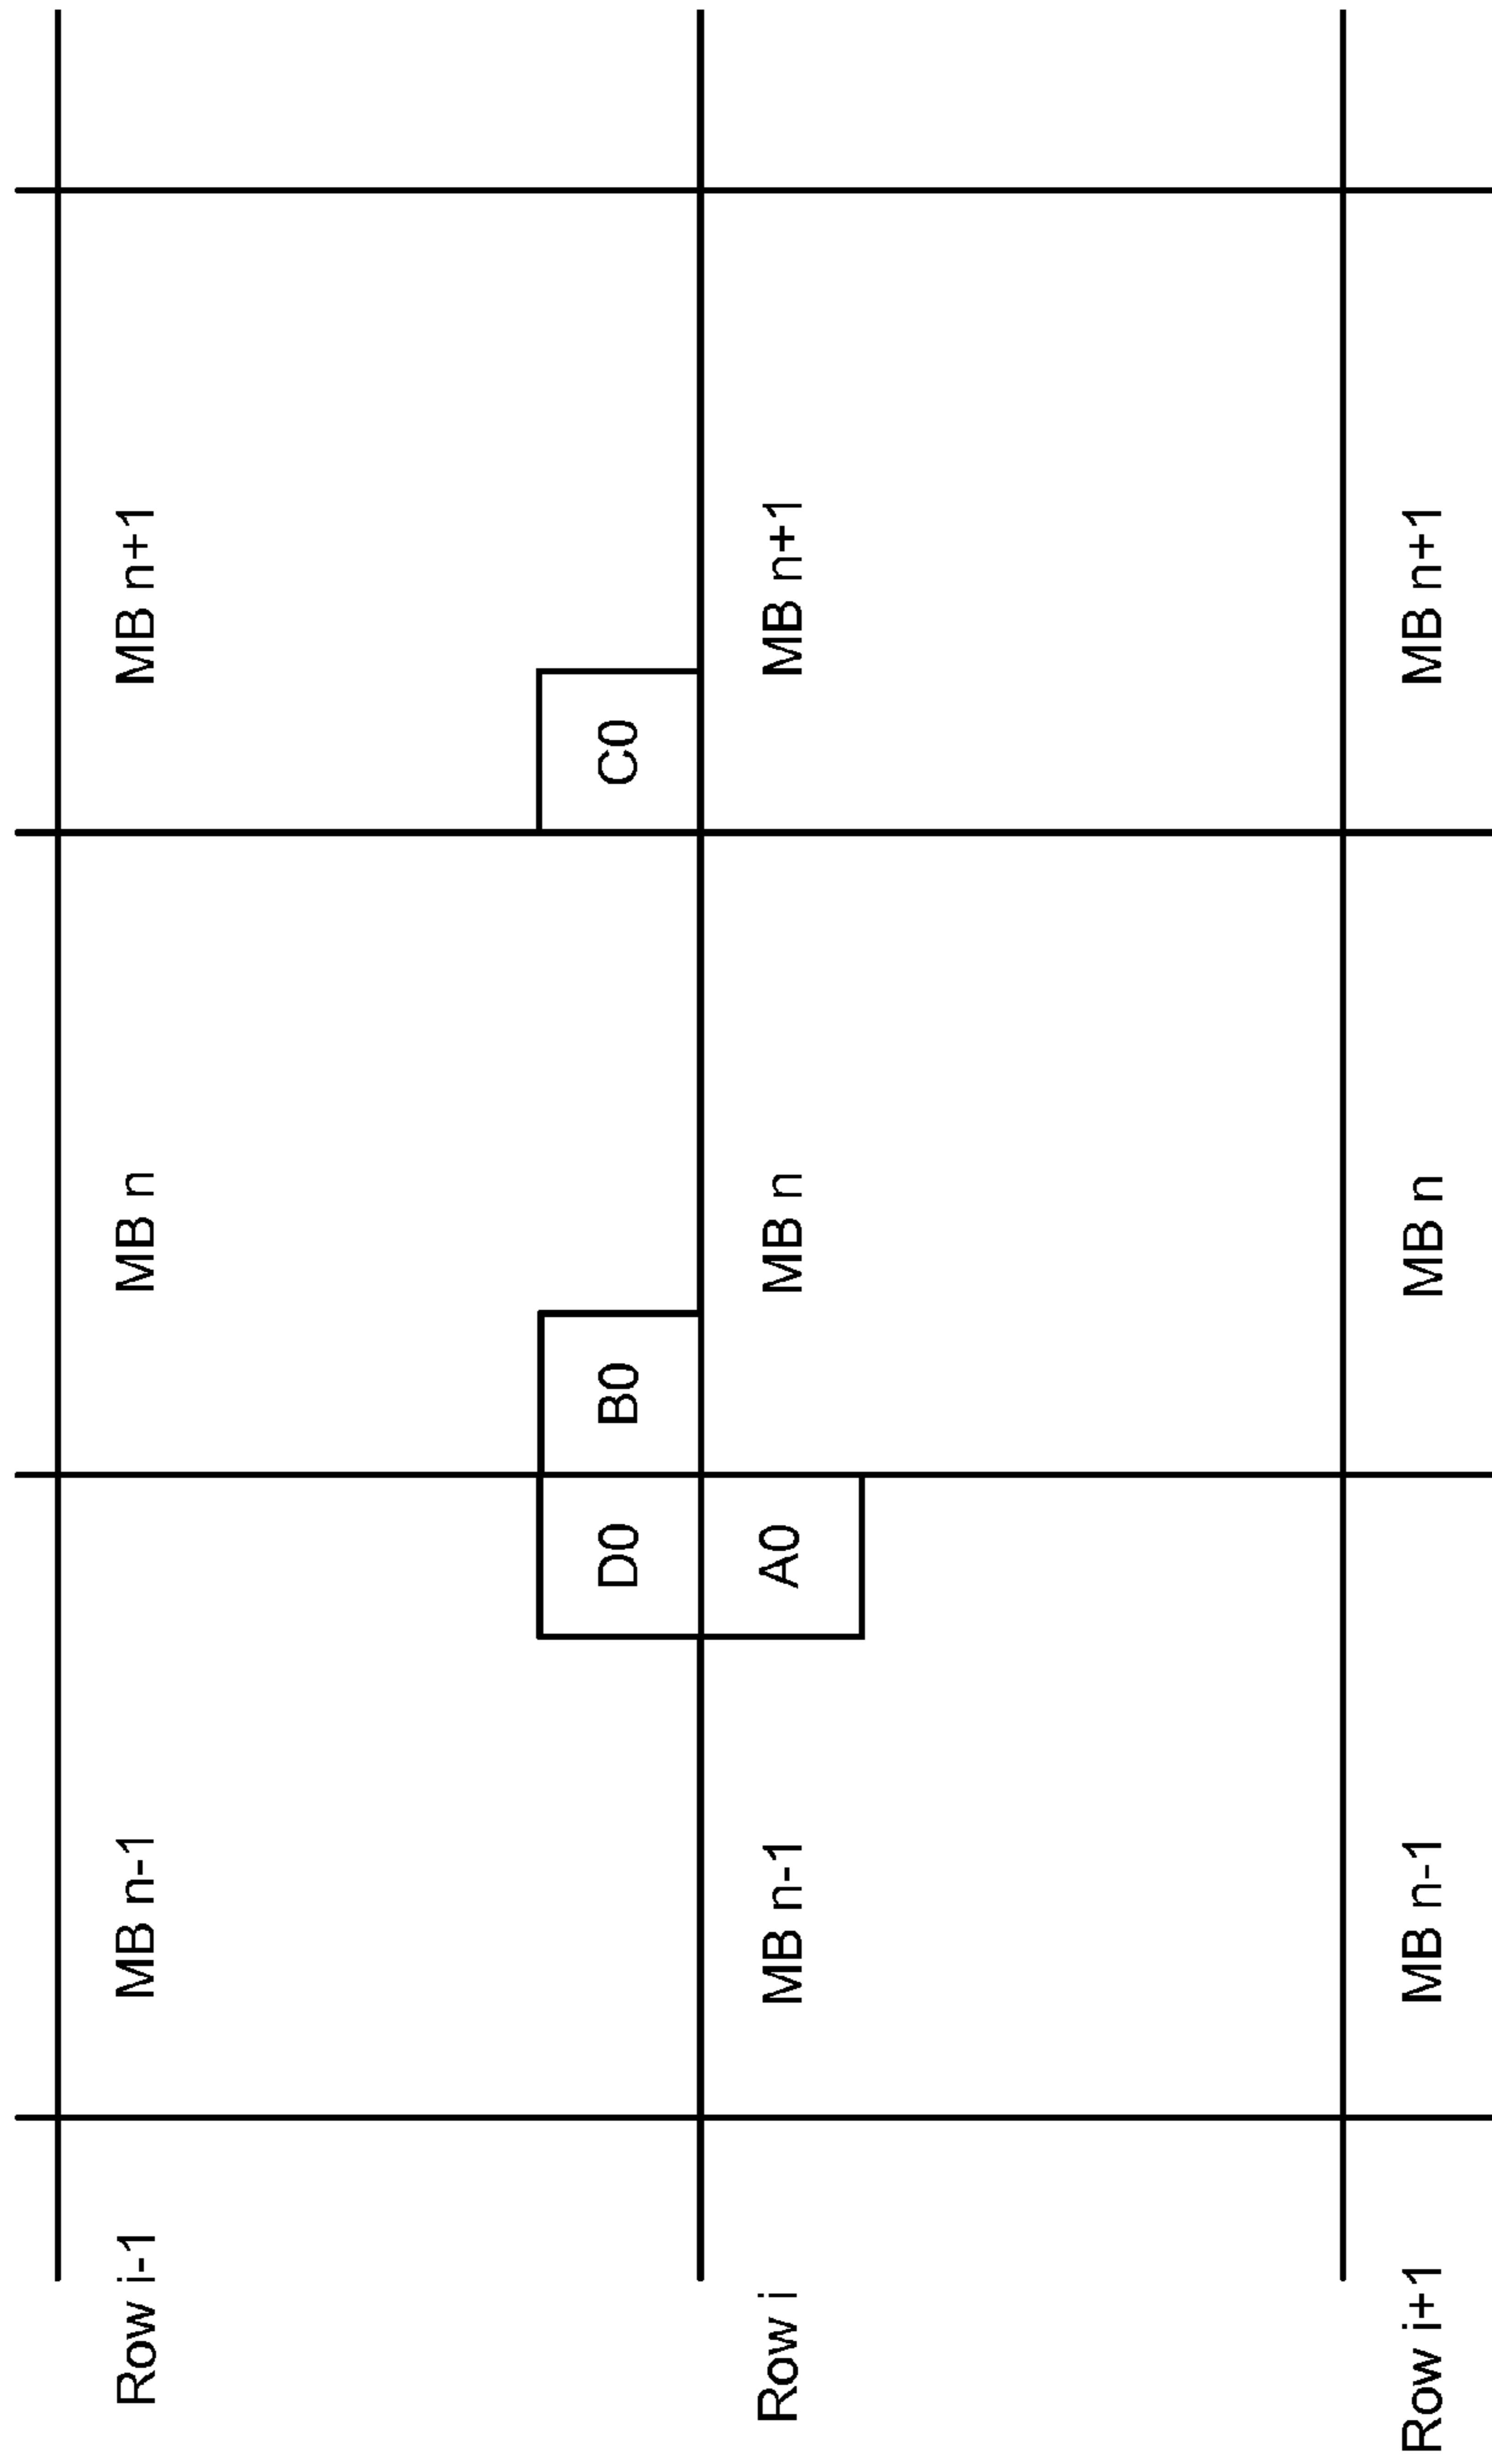 Row i-1
MB n-1
MB n
MB n+1
D0
B0
C0
Row i
MB n-1
MB n
MB n+1
A0
Row i+1
MB n-1
MB n
MB n+1